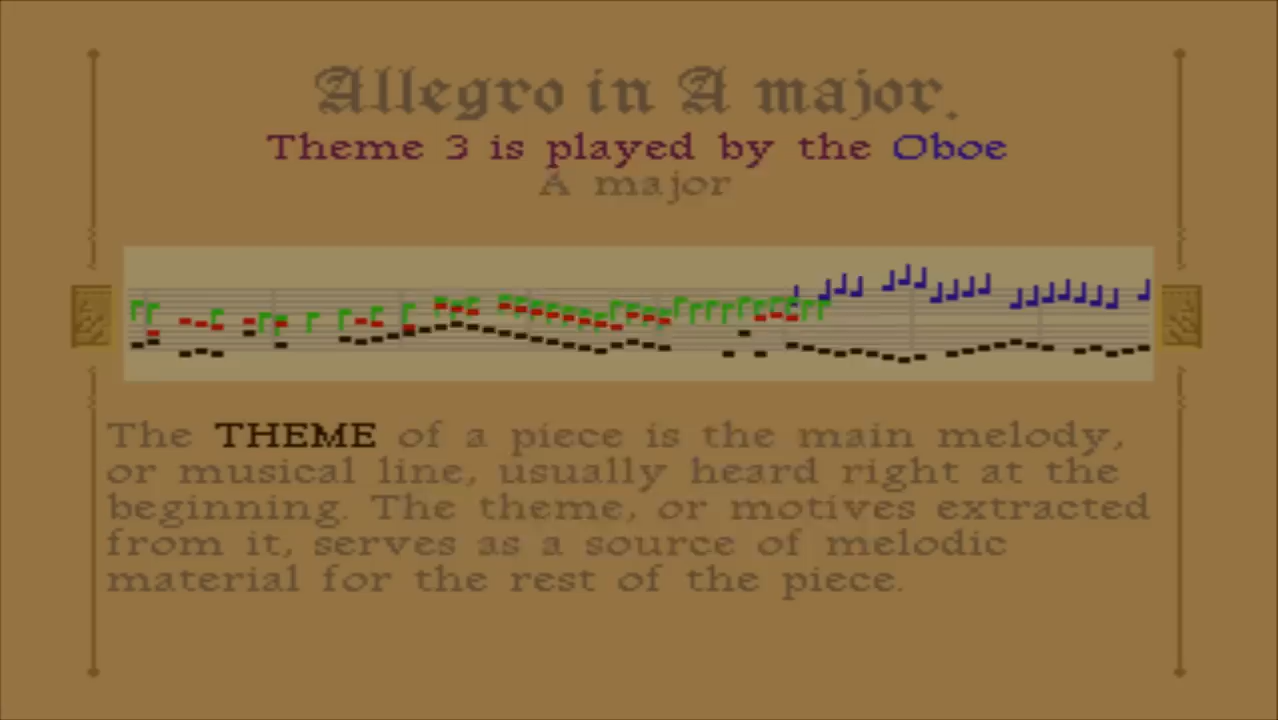 Allegro in A major.
Theme 3 is played by the Oboe
A major
The THEME of a piece is the main melody,
or musical line, usually heard right at the
beginning. The theme, or motives extracted
from it, serves as a source of melodic
material for the rest of the piece.